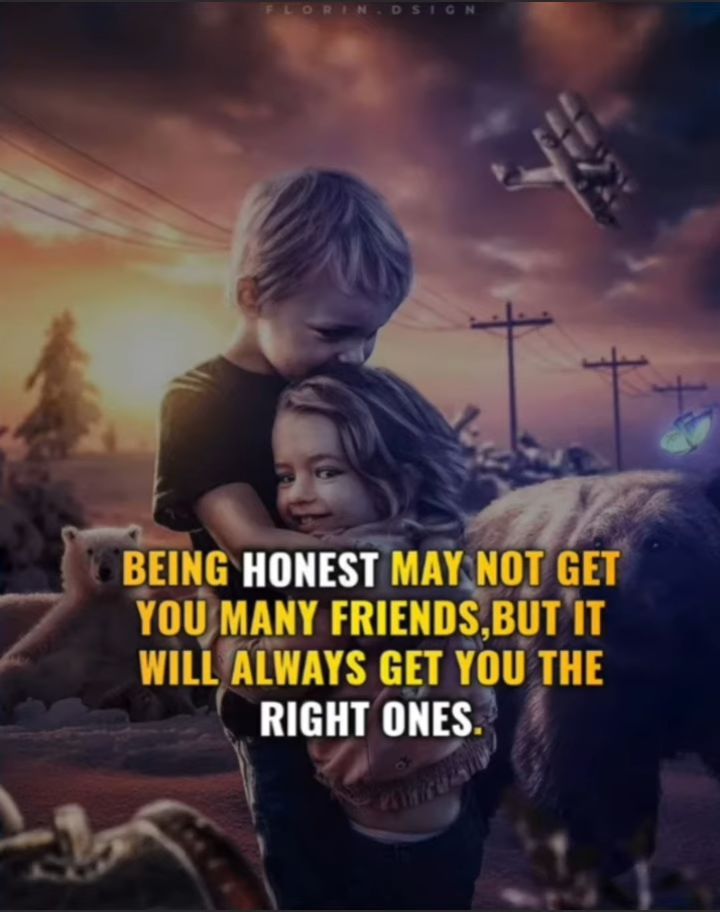 FLORIN.DSIGN
BEING HONEST MAY NOT GET
YOU MANY FRIENDS,BUT IT
WILL ALWAYS GET YOU THE
RIGHT ONES.